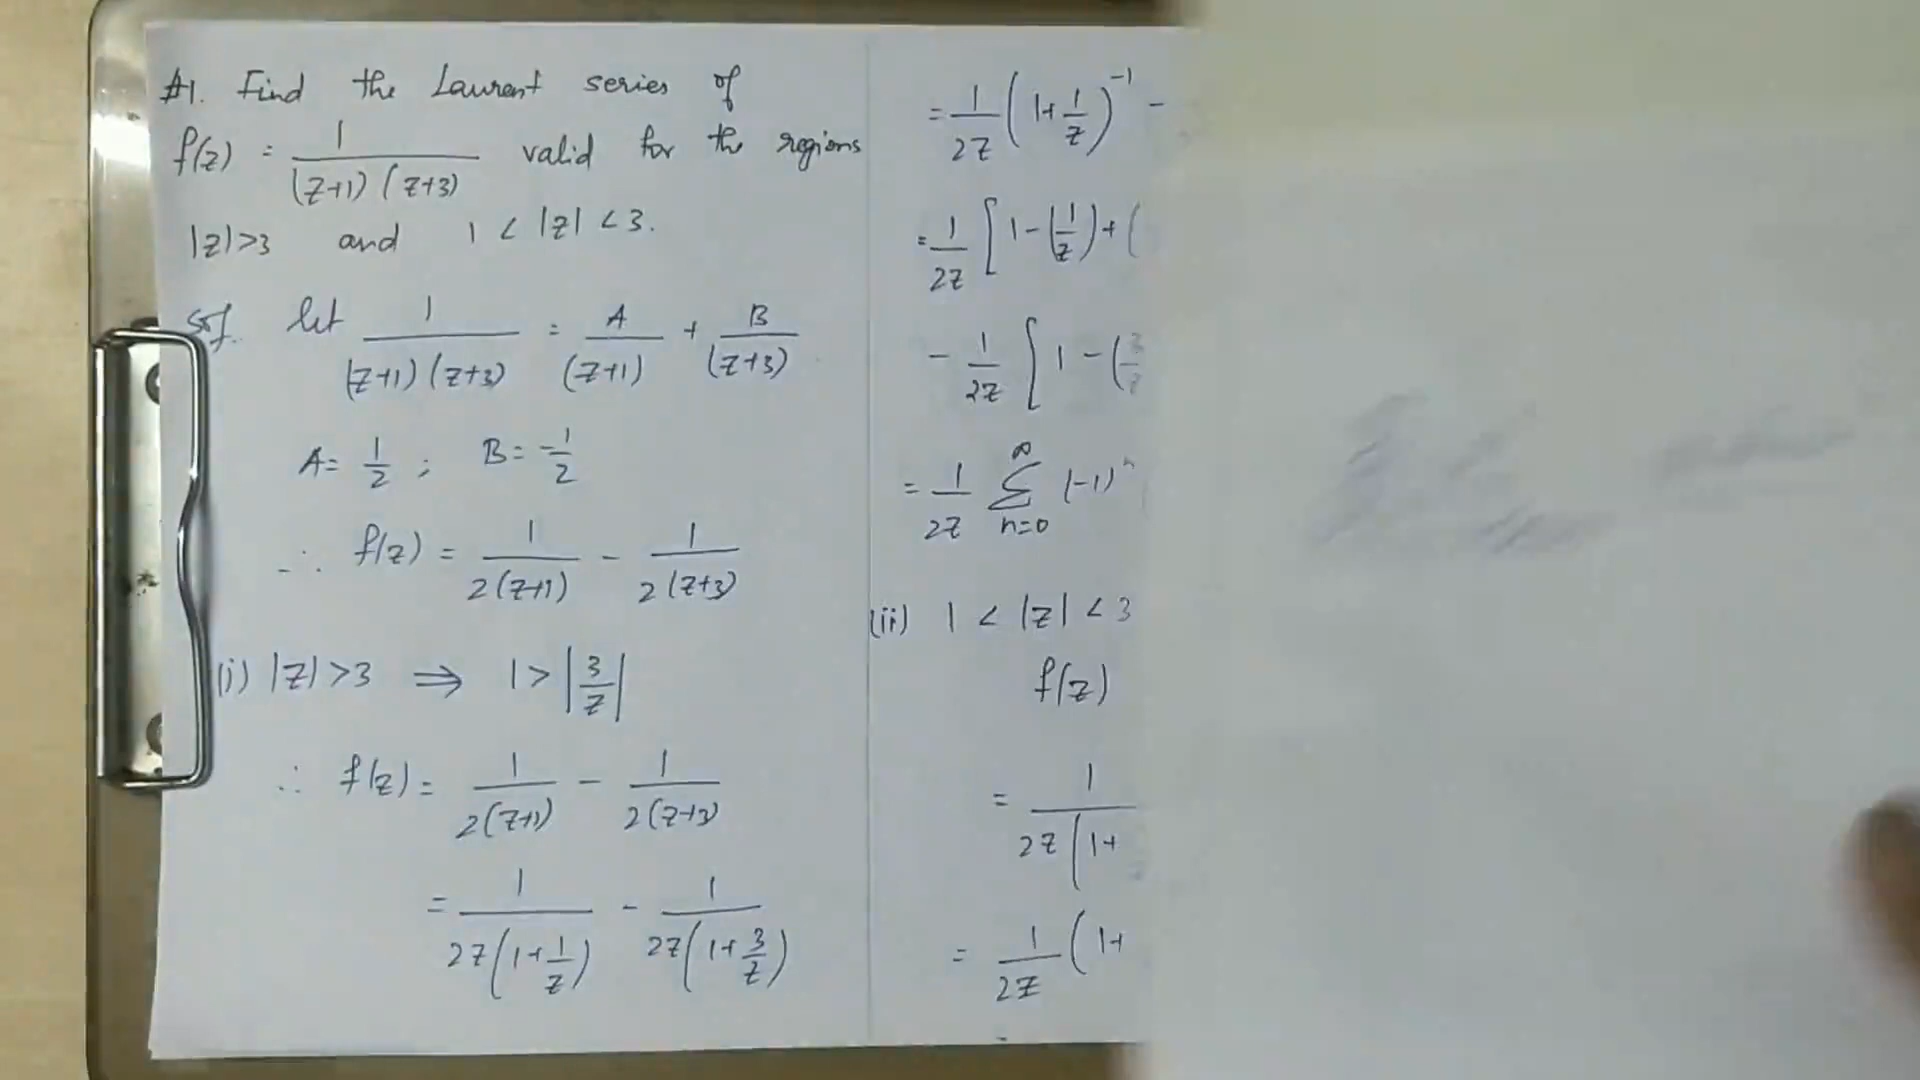 #1. Find the Laurent series of
f(z) = 1/((z+1)(z+3)) valid for the regions
|z|>3 and 1 < |z| < 3.
Sol. Let 1/((z+1)(z+3)) = A/(z+1) + B/(z+3)
A = 1/2 ; B = -1/2
∴ f(z) = 1/(2(z+1)) - 1/(2(z+3))
(i) |z|>3 ⇒ 1 > |3/z|
∴ f(z) = 1/(2(z+1)) - 1/(2(z+3))
= 1/(2z(1+1/z)) - 1/(2z(1+3/z))
= 1/2z (1+1/z)^-1 -
= 1/2z [1-(1/z)+(
- 1/2z [1-(3/z
= 1/2z ∑_{n=0}^{∞} (-1)^n
(ii) 1 < |z| < 3
f(z)
= 1/(2z(1+
= 1/2z (1+